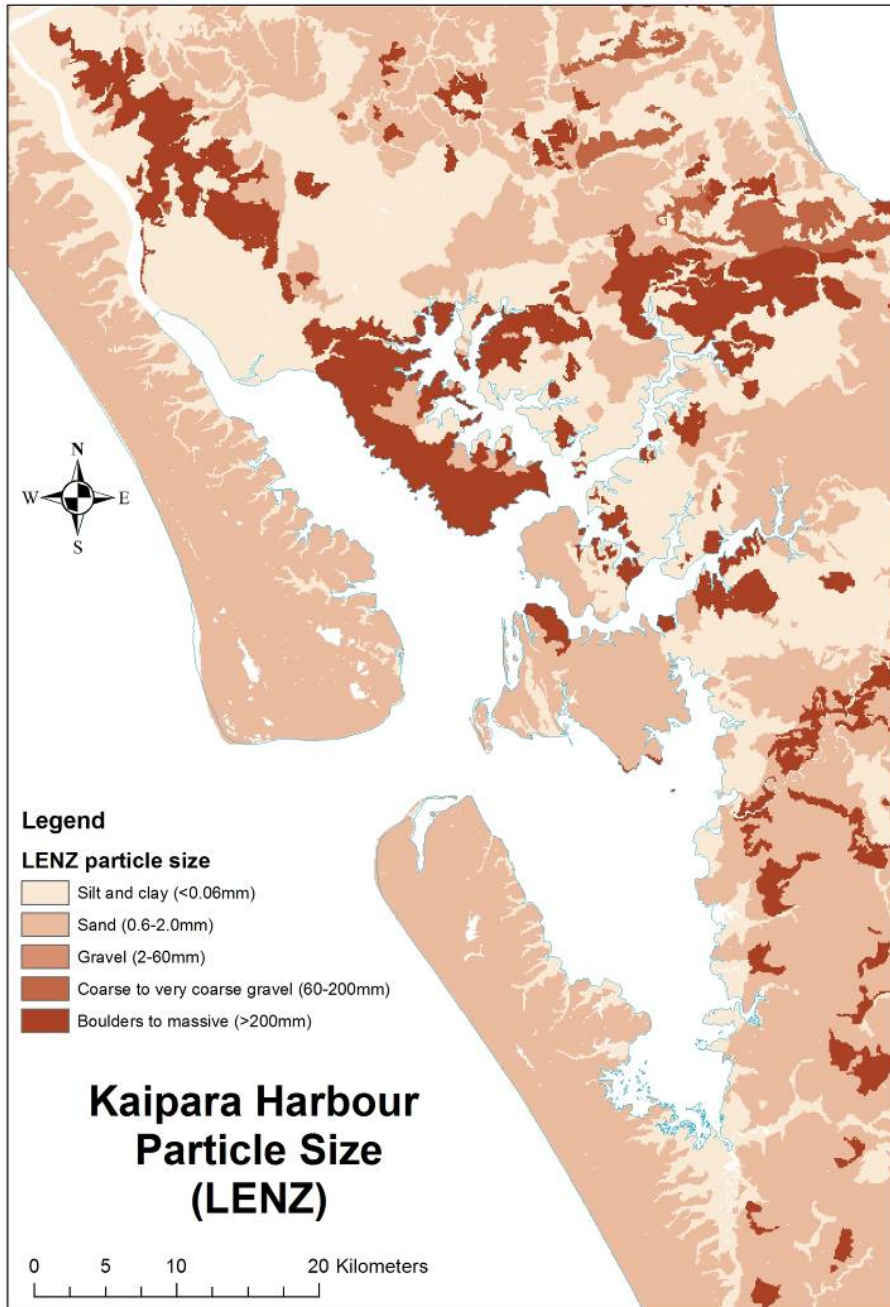 N
W E
S
Legend
LENZ particle size
Silt and clay (<0.06mm)
Sand (0.6-2.0mm)
Gravel (2-60mm)
Coarse to very coarse gravel (60-200mm)
Boulders to massive (>200mm)
Kaipara Harbour
Particle Size
(LENZ)
0 5 10 20 Kilometers